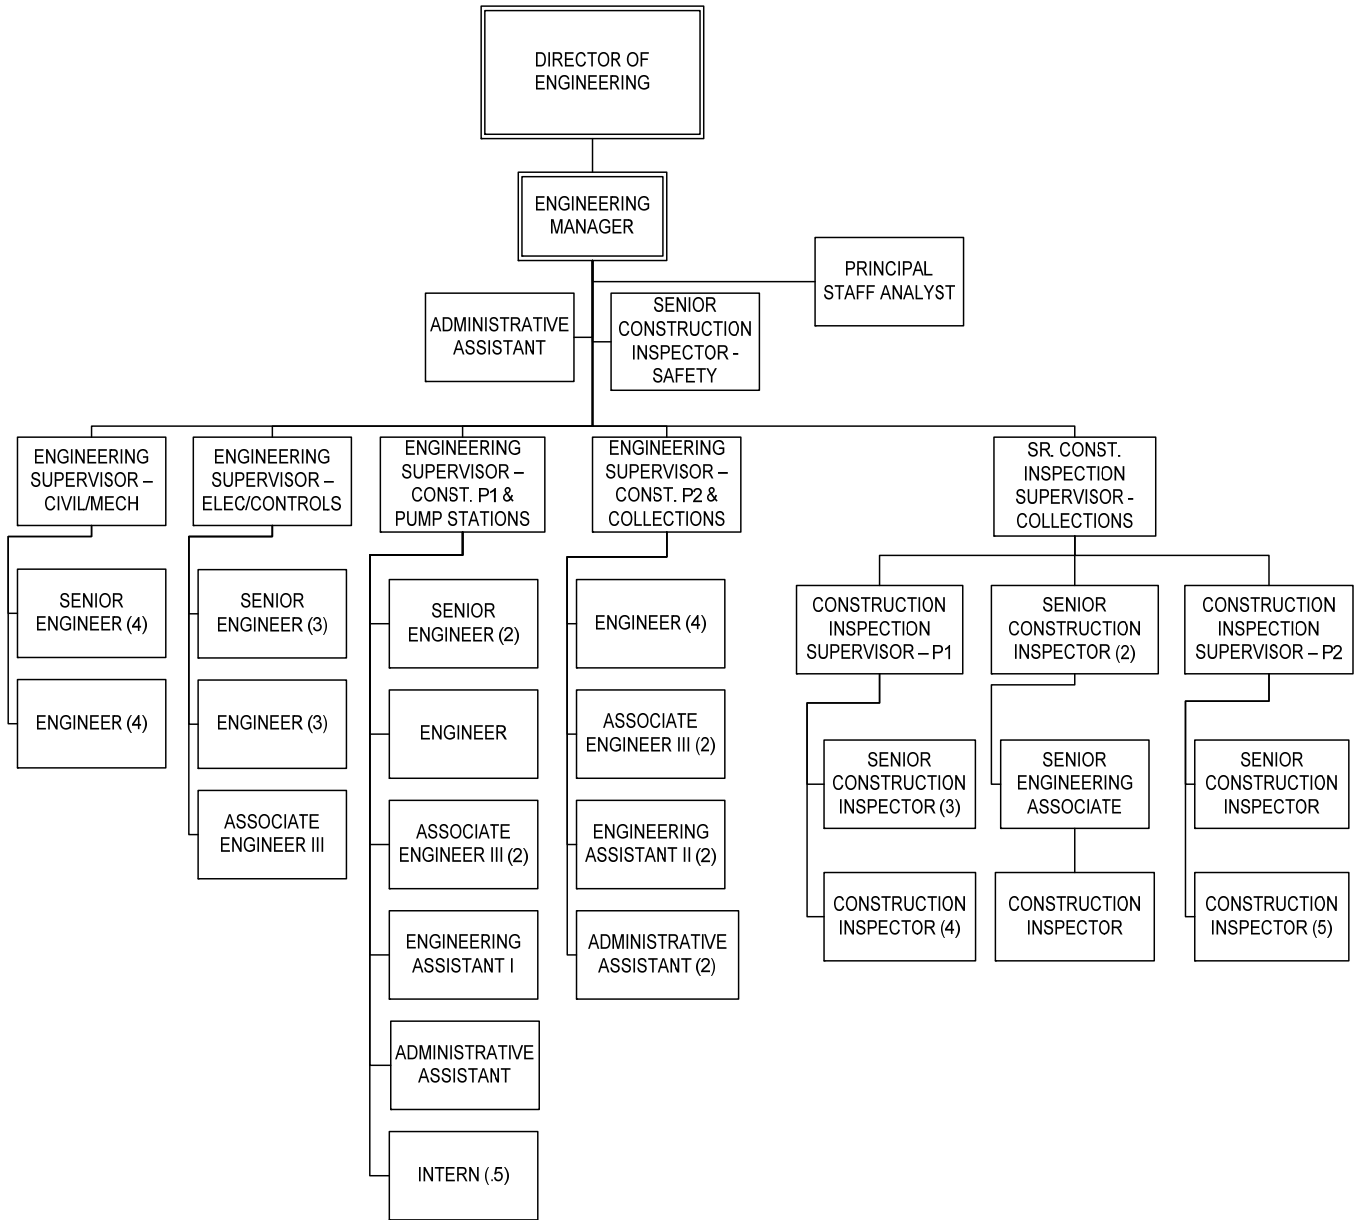 DIRECTOR OF
ENGINEERING
ENGINEERING
MANAGER
PRINCIPAL
STAFF ANALYST
ADMINISTRATIVE
ASSISTANT
SENIOR
CONSTRUCTION
INSPECTOR -
SAFETY
ENGINEERING
SUPERVISOR –
CIVIL/MECH
ENGINEERING
SUPERVISOR –
ELEC/CONTROLS
ENGINEERING
SUPERVISOR –
CONST. P1 &
PUMP STATIONS
ENGINEERING
SUPERVISOR –
CONST. P2 &
COLLECTIONS
SR. CONST.
INSPECTION
SUPERVISOR -
COLLECTIONS
SENIOR
ENGINEER (4)
ENGINEER (4)
SENIOR
ENGINEER (3)
ENGINEER (3)
ASSOCIATE
ENGINEER III
SENIOR
ENGINEER (2)
ENGINEER
ASSOCIATE
ENGINEER III (2)
ENGINEERING
ASSISTANT I
ADMINISTRATIVE
ASSISTANT
INTERN (.5)
ENGINEER (4)
ASSOCIATE
ENGINEER III (2)
ENGINEERING
ASSISTANT II (2)
ADMINISTRATIVE
ASSISTANT (2)
CONSTRUCTION
INSPECTION
SUPERVISOR – P1
SENIOR
CONSTRUCTION
INSPECTOR (3)
CONSTRUCTION
INSPECTOR (4)
SENIOR
CONSTRUCTION
INSPECTOR (2)
SENIOR
ENGINEERING
ASSOCIATE
CONSTRUCTION
INSPECTOR
CONSTRUCTION
INSPECTION
SUPERVISOR – P2
SENIOR
CONSTRUCTION
INSPECTOR
CONSTRUCTION
INSPECTOR (5)